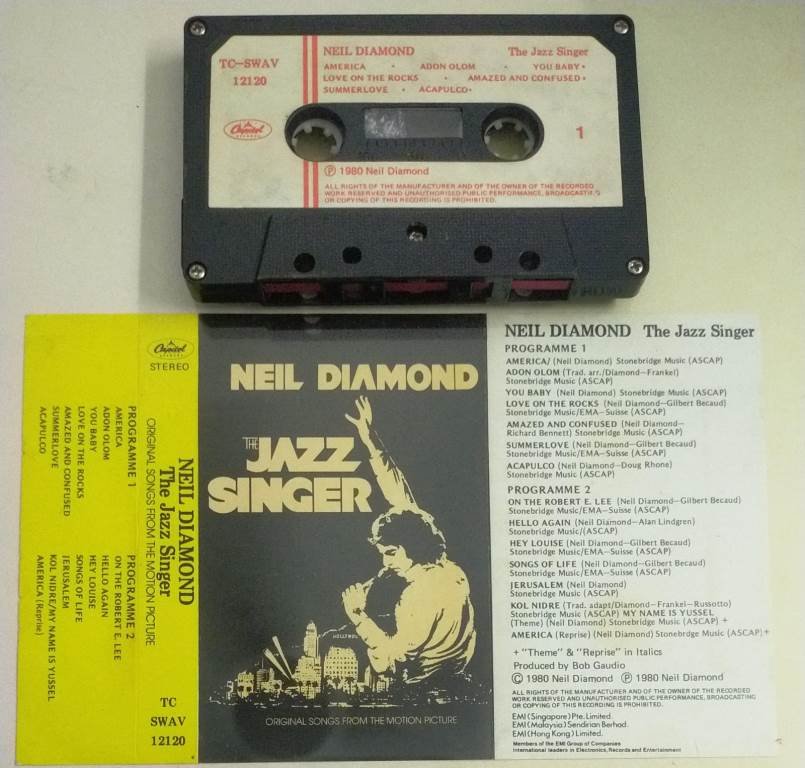 TC-SWAV
12120
Capitol
RECORDS
NEIL DIAMOND The Jazz Singer
AMERICA • ADON OLOM • YOU BABY •
LOVE ON THE ROCKS • AMAZED AND CONFUSED •
SUMMERLOVE • ACAPULCO•
1
Ⓟ 1980 Neil Diamond
ALL RIGHTS OF THE MANUFACTURER AND OF THE OWNER OF THE RECORDED
WORK RESERVED AND UNAUTHORISED PUBLIC PERFORMANCE, BROADCASTING
OR COPYING OF THIS RECORDING IS PROHIBITED.
Capitol
STEREO
NEIL DIAMOND
The Jazz Singer
ORIGINAL SONGS FROM THE MOTION PICTURE
PROGRAMME 1
AMERICA
ADON OLOM
YOU BABY
LOVE ON THE ROCKS
AMAZED AND CONFUSED
SUMMERLOVE
ACAPULCO
PROGRAMME 2
ON THE ROBERT E. LEE
HELLO AGAIN
HEY LOUISE
SONGS OF LIFE
JERUSALEM
KOL NIDRE/MY NAME IS YUSSEL
AMERICA (Reprise)
TC
SWAV
12120
NEIL DIAMOND
THE
JAZZ
SINGER
HOLLYWOOD
ORIGINAL SONGS FROM THE MOTION PICTURE
NEIL DIAMOND The Jazz Singer
PROGRAMME 1
AMERICA/ (Neil Diamond) Stonebridge Music (ASCAP)
ADON OLOM (Trad. arr./Diamond—Frankel)
Stonebridge Music (ASCAP)
YOU BABY (Neil Diamond) Stonebridge Music (ASCAP)
LOVE ON THE ROCKS (Neil Diamond—Gilbert Becaud)
Stonebridge Music/EMA—Suisse (ASCAP)
AMAZED AND CONFUSED (Neil Diamond—
Richard Bennett) Stonebridge Music (ASCAP)
SUMMERLOVE (Neil Diamond—Gilbert Becaud)
Stonebridge Music/EMA—Suisse (ASCAP)
ACAPULCO (Neil Diamond—Doug Rhone)
Stonebridge Music (ASCAP)
PROGRAMME 2
ON THE ROBERT E. LEE (Neil Diamond—Gilbert Becaud)
Stonebridge Music/EMA—Suisse (ASCAP)
HELLO AGAIN (Neil Diamond—Alan Lindgren)
Stonebridge Music/(ASCAP)
HEY LOUISE (Neil Diamond—Gilbert Becaud)
Stonebridge Music/EMA—Suisse (ASCAP)
SONGS OF LIFE (Neil Diamond—Gilbert Becaud)
Stonebridge Music/EMA—Suisse (ASCAP)
JERUSALEM (Neil Diamond)
Stonebridge Music (ASCAP)
KOL NIDRE (Trad. adapt/Diamond—Frankel—Russotto)
Stonebridge Music (ASCAP) MY NAME IS YUSSEL
(Theme) (Neil Diamond) Stonebridge Music (ASCAP) +
AMERICA (Reprise) (Neil Diamond) Stonebrdge Music (ASCAP)+
+ "Theme" & "Reprise" in Italics
Produced by Bob Gaudio
© 1980 Neil Diamond Ⓟ 1980 Neil Diamond
ALL RIGHTS OF THE MANUFACTURER AND OF THE OWNER OF THE RECORDED
WORK RESERVED AND UNAUTHORISED PUBLIC PERFORMANCE, BROADCASTING
OR COPYING OF THIS RECORDING IS PROHIBITED.
EMI (Singapore) Pte. Limited.
EMI (Malaysia) Sendirian Berhad.
EMI (Hong Kong) Limited.
Members of the EMI Group of Companies
International leaders in Electronics, Records and Entertainment